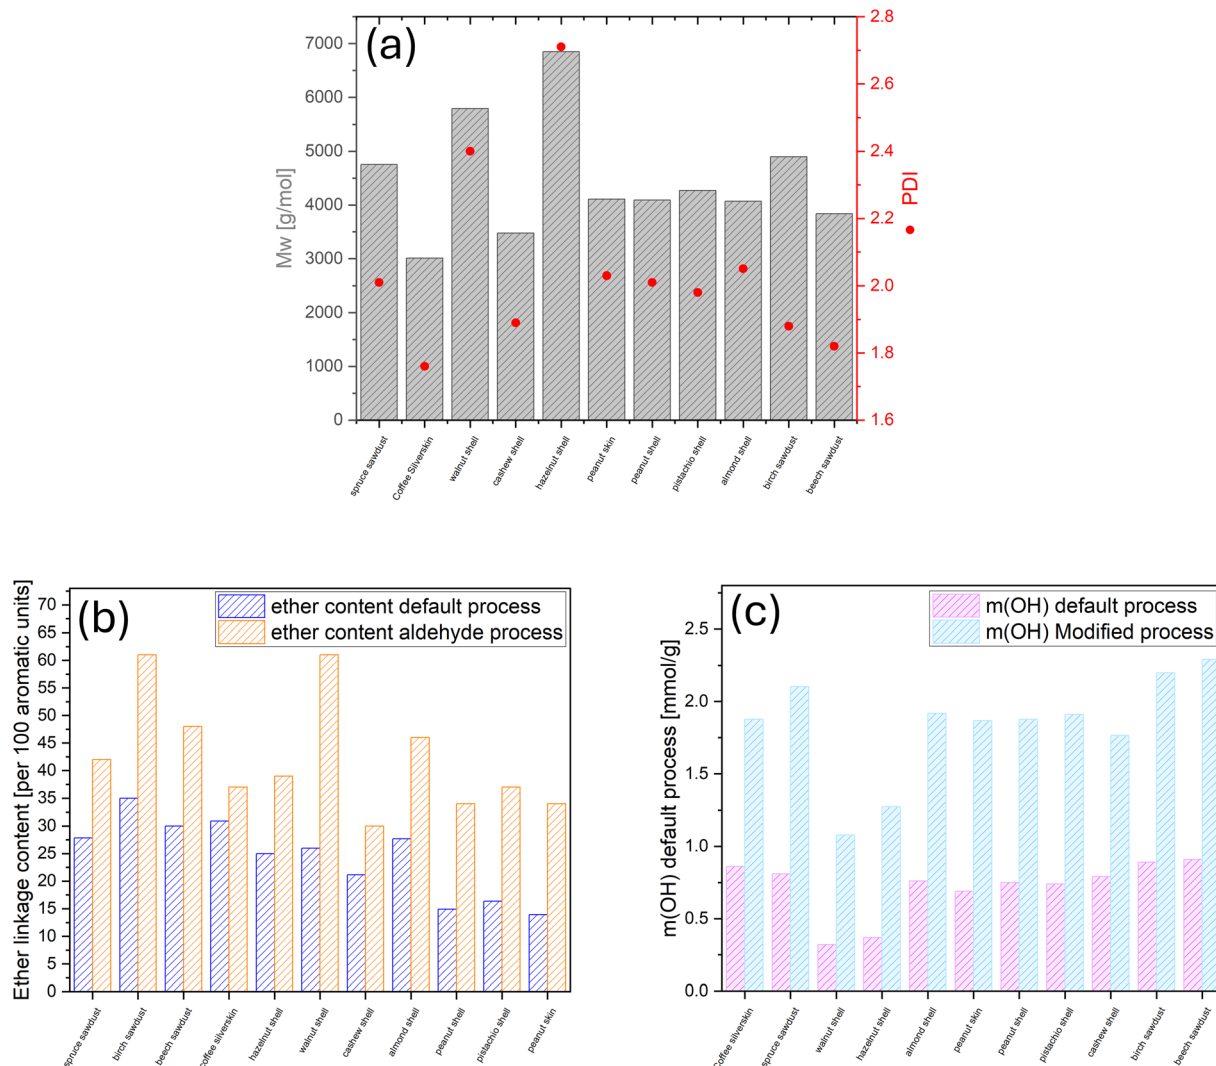 (a)
Mw [g/mol]
7000
6000
5000
4000
3000
2000
1000
0
2.8
2.6
2.4
2.2
2.0
1.8
1.6
PDI
spruce sawdust
Coffee Silverskin
walnut shell
cashew shell
hazelnut shell
peanut skin
peanut shell
pistachio shell
almond shell
birch sawdust
beech sawdust
(b)
ether content default process
ether content aldehyde process
Ether linkage content [per 100 aromatic units]
70
65
60
55
50
45
40
35
30
25
20
15
10
5
0
spruce sawdust
birch sawdust
beech sawdust
coffee silverskin
hazelnut shell
walnut shell
cashew shell
almond shell
peanut shell
pistachio shell
peanut skin
(c)
m(OH) default process
m(OH) Modified process
m(OH) default process [mmol/g]
2.5
2.0
1.5
1.0
0.5
0.0
Coffee silverskin
spruce sawdust
walnut shell
hazelnut shell
almond shell
peanut skin
peanut shell
pistachio shell
cashew shell
birch sawdust
beech sawdust